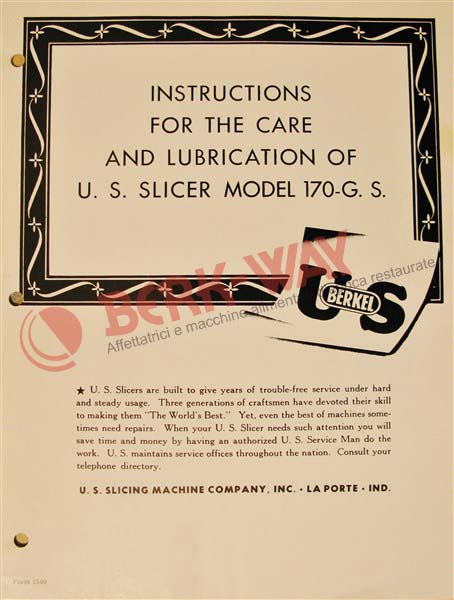 INSTRUCTIONS
FOR THE CARE
AND LUBRICATION OF
U. S. SLICER MODEL 170-G. S.
U BERKEL S
BERK-WAY
Affettatrici e macchine alimentari d'epoca restaurate
★ U. S. Slicers are built to give years of trouble-free service under hard
and steady usage. Three generations of craftsmen have devoted their skill
to making them "The World's Best." Yet, even the best of machines some-
times need repairs. When your U. S. Slicer needs such attention you will
save time and money by having an authorized U. S. Service Man do the
work. U. S. maintains service offices throughout the nation. Consult your
telephone directory.
U. S. SLICING MACHINE COMPANY, INC. • LA PORTE • IND.
Form 1540